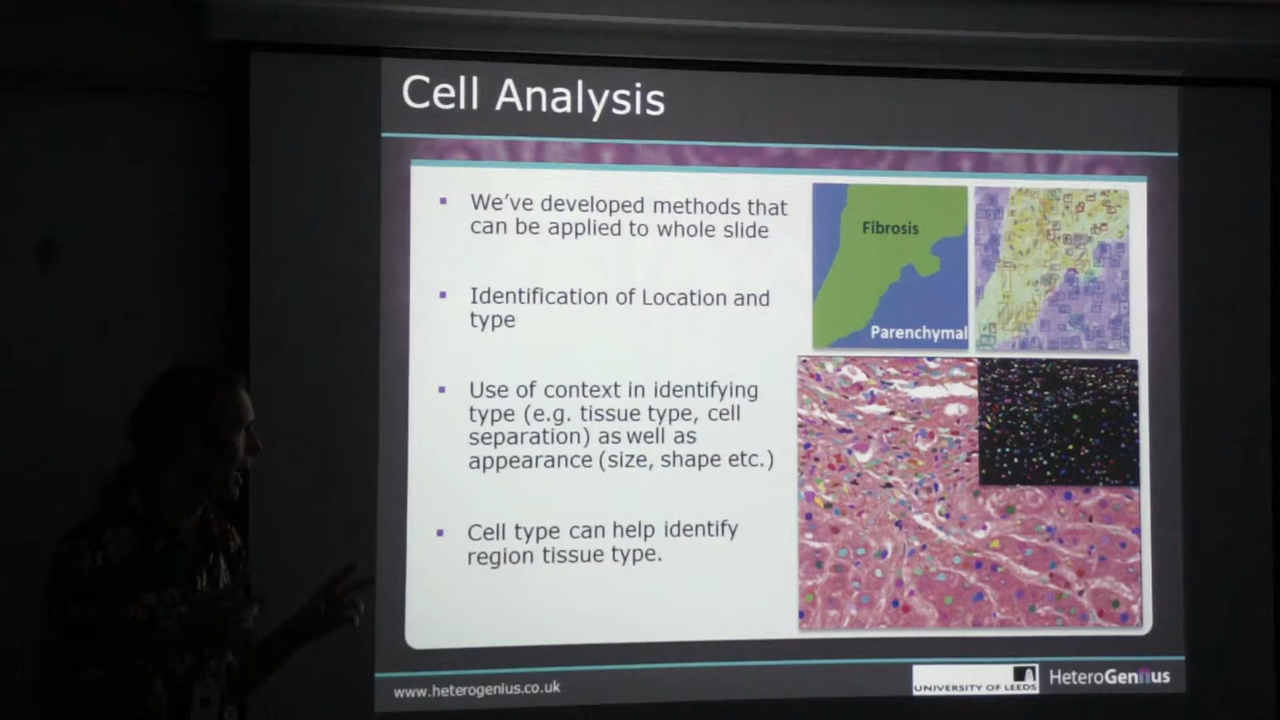 Cell Analysis
We've developed methods that
can be applied to whole slide
Identification of Location and
type
Use of context in identifying
type (e.g. tissue type, cell
separation) as well as
appearance (size, shape etc.)
Cell type can help identify
region tissue type.
Fibrosis
Parenchymal
www.heterogenius.co.uk
UNIVERSITY OF LEEDS
HeteroGenius